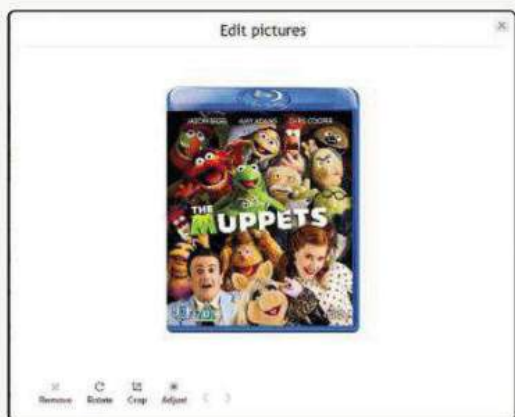 Edit pictures
JASON SEGEL AMY ADAMS CHRIS COOPER
Disney
THE
MUPPETS
Remove Rotate Crop Adjust